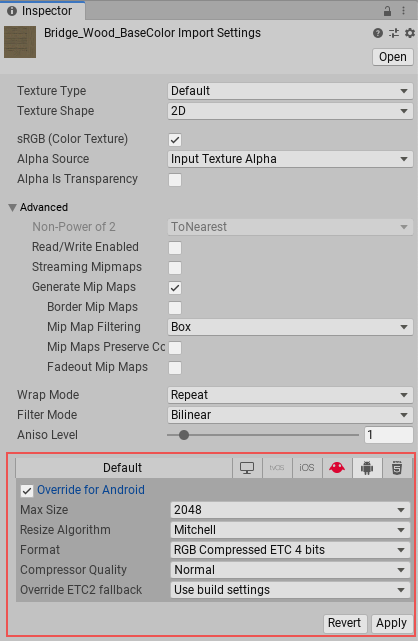 Inspector
Bridge_Wood_BaseColor Import Settings
Open
Texture Type Default
Texture Shape 2D
sRGB (Color Texture)
Alpha Source Input Texture Alpha
Alpha Is Transparency
Advanced
Non-Power of 2 ToNearest
Read/Write Enabled
Streaming Mipmaps
Generate Mip Maps
Border Mip Maps
Mip Map Filtering Box
Mip Maps Preserve Co
Fadeout Mip Maps
Wrap Mode Repeat
Filter Mode Bilinear
Aniso Level 1
Default tvOS iOS
Override for Android
Max Size 2048
Resize Algorithm Mitchell
Format RGB Compressed ETC 4 bits
Compressor Quality Normal
Override ETC2 fallback Use build settings
Revert Apply